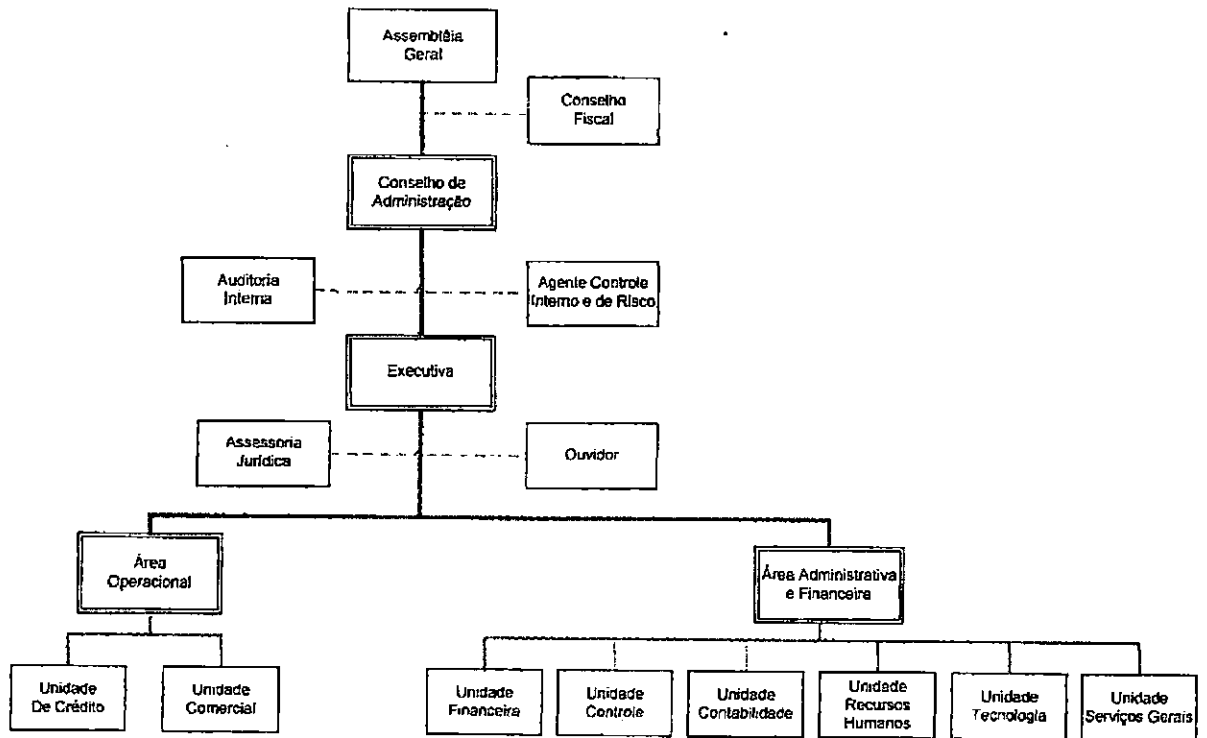 Assembléia
Geral
Conselho
Fiscal
Conselho de
Administração
Auditoria
Interna
Agente Controle
Interno e de Risco
Executiva
Assessoria
Jurídica
Ouvidor
Área
Operacional
Área Administrativa
e Financeira
Unidade
De Crédito
Unidade
Comercial
Unidade
Financeira
Unidade
Controle
Unidade
Contabilidade
Unidade
Recursos
Humanos
Unidade
Tecnologia
Unidade
Serviços Gerais